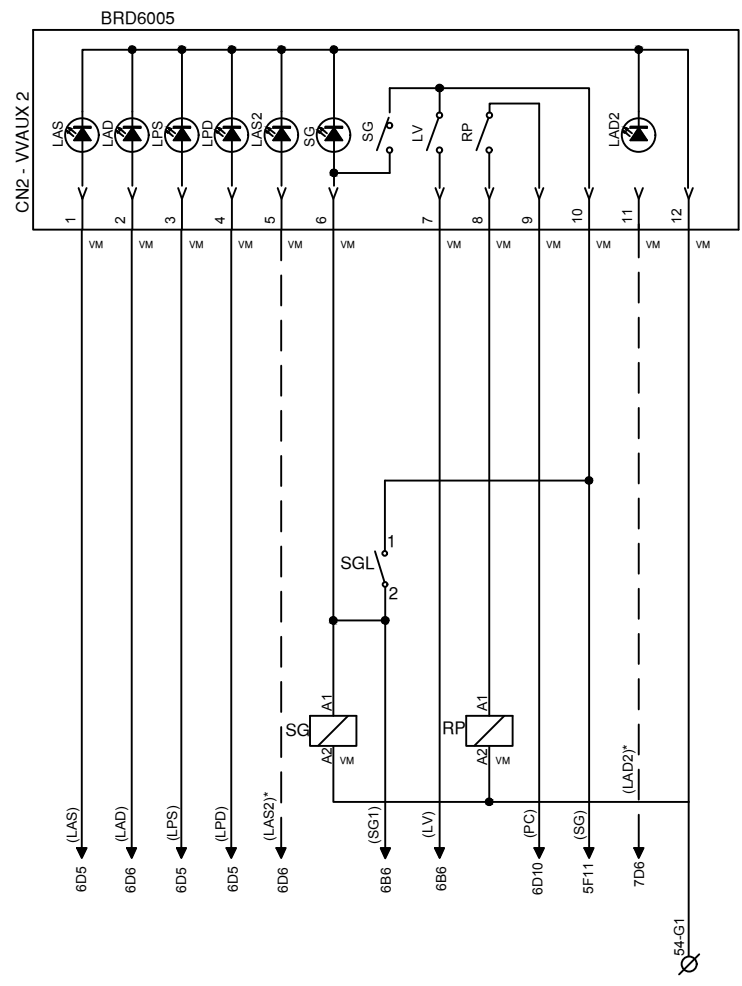 BRD6005
CN2 - VVAUX 2
LAS
LAD
LPS
LPD
LAS2
SG
SG
LV
RP
LAD2
1
2
3
4
5
6
7
8
9
10
11
12
VM
VM
VM
VM
VM
VM
VM
VM
VM
VM
VM
VM
1
SGL
2
A1
SG
A2
VM
A1
RP
A2
VM
(LAS)
(LAD)
(LPS)
(LPD)
(LAS2)*
(SG1)
(LV)
(PC)
(SG)
(LAD2)*
6D5
6D6
6D5
6D5
6D6
6B6
6B6
6D10
5F11
7D6
54-G1